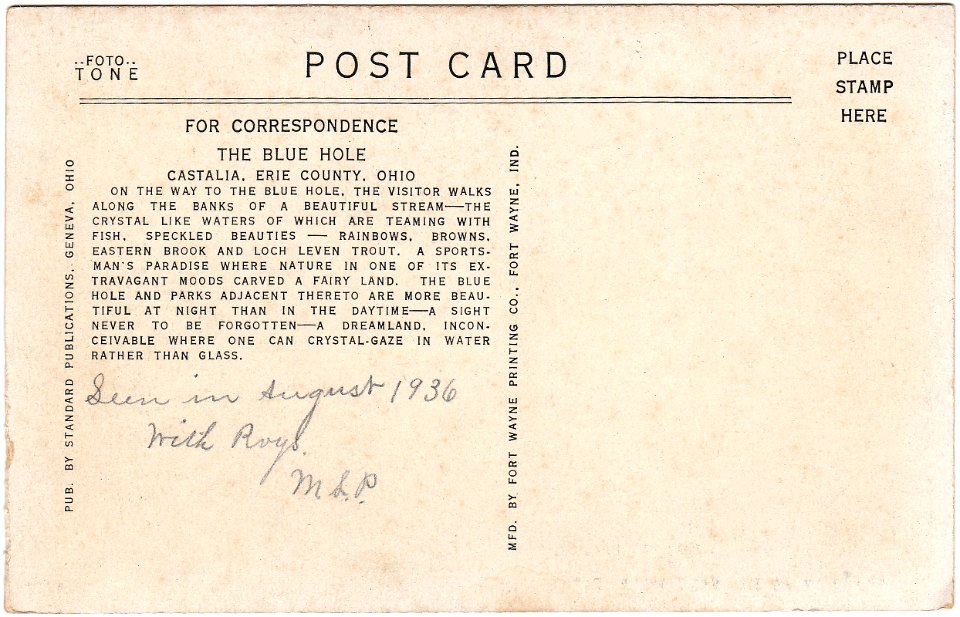 ..FOTO..
TONE
POST CARD
PLACE
STAMP
HERE
FOR CORRESPONDENCE
THE BLUE HOLE
CASTALIA, ERIE COUNTY, OHIO
ON THE WAY TO THE BLUE HOLE, THE VISITOR WALKS
ALONG THE BANKS OF A BEAUTIFUL STREAM—THE
CRYSTAL LIKE WATERS OF WHICH ARE TEAMING WITH
FISH, SPECKLED BEAUTIES — RAINBOWS, BROWNS,
EASTERN BROOK AND LOCH LEVEN TROUT. A SPORTS-
MAN'S PARADISE WHERE NATURE IN ONE OF ITS EX-
TRAVAGANT MOODS CARVED A FAIRY LAND. THE BLUE
HOLE AND PARKS ADJACENT THERETO ARE MORE BEAU-
TIFUL AT NIGHT THAN IN THE DAYTIME—A SIGHT
NEVER TO BE FORGOTTEN—A DREAMLAND, INCON-
CEIVABLE WHERE ONE CAN CRYSTAL-GAZE IN WATER
RATHER THAN GLASS.
Seen in August 1936
With Roys.
M.L.P.
PUB. BY STANDARD PUBLICATIONS, GENEVA, OHIO
MFD. BY FORT WAYNE PRINTING CO., FORT WAYNE, IND.